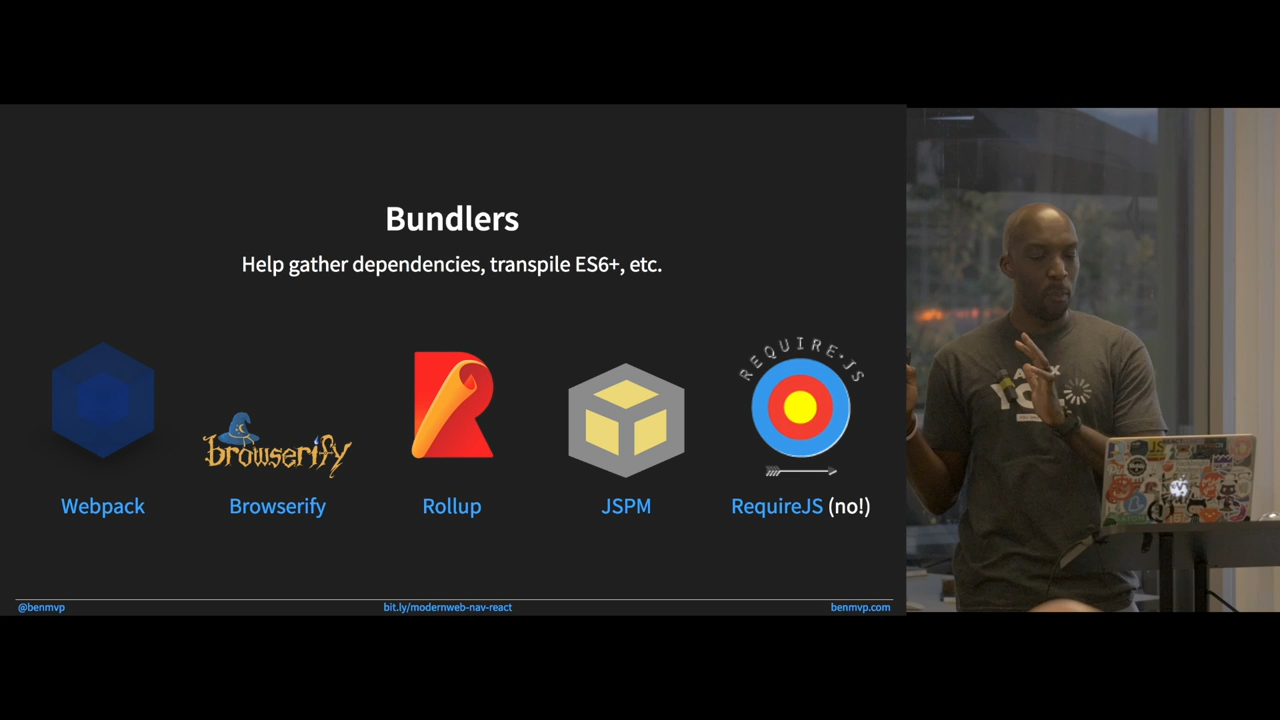 Bundlers
Help gather dependencies, transpile ES6+, etc.
REQUIRE·JS
browserify
Webpack
Browserify
Rollup
JSPM
RequireJS (no!)
@benmvp
bit.ly/modernweb-nav-react
benmvp.com
JS